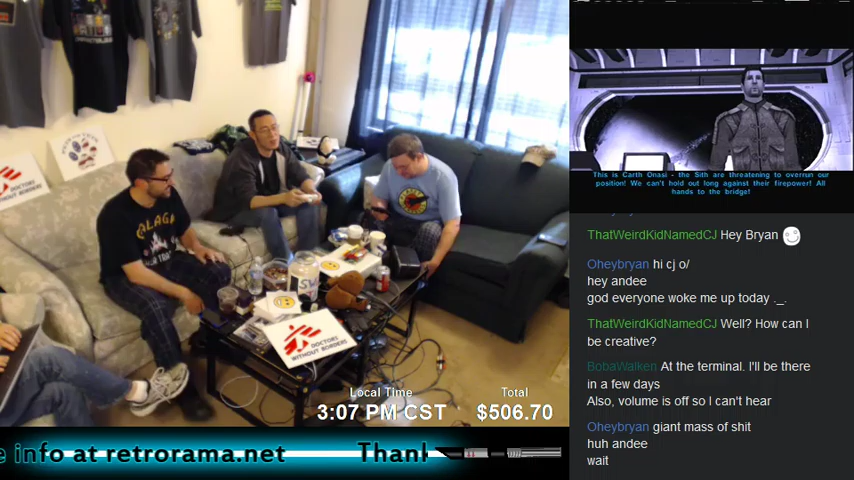 This is Carth Onasi - the Sith are threatening to overrun our
position! We can't hold out long against their firepower! All
hands to the bridge!
ThatWeirdKidNamedCJ Hey Bryan
Oheybryan hi cj o/
hey andee
god everyone woke me up today ._.
ThatWeirdKidNamedCJ Well? How can I
be creative?
BobaWalken At the terminal. I'll be there
in a few days
Also, volume is off so I can't hear
Oheybryan giant mass of shit
huh andee
wait
DOCTORS
WITHOUT BORDERS
Local Time
3:07 PM CST
Total
$506.70
e info at retrorama.net
Thank